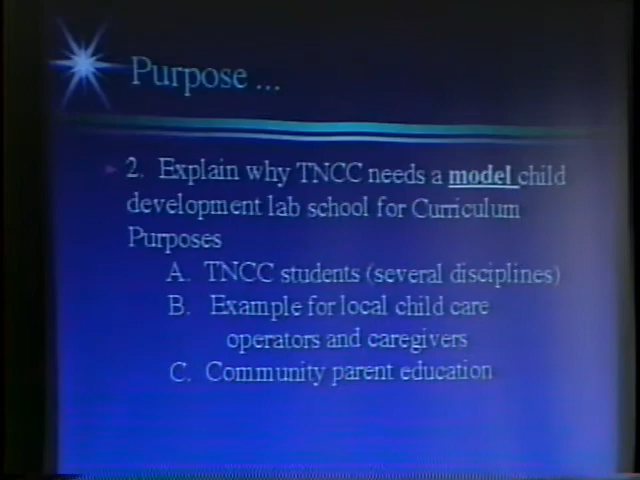 Purpose ...
2. Explain why TNCC needs a model child
development lab school for Curriculum
Purposes
A. TNCC students (several disciplines)
B. Example for local child care
operators and caregivers
C. Community parent education